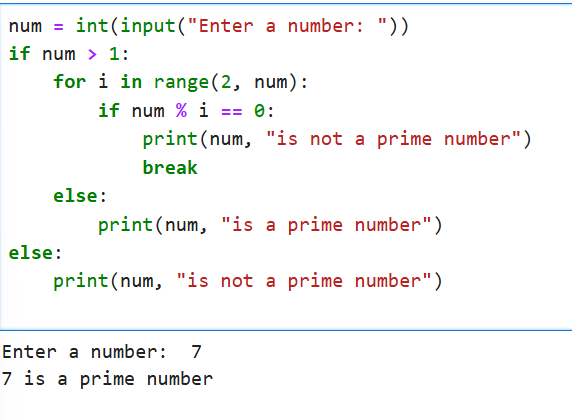 num = int(input("Enter a number: "))
if num > 1:
    for i in range(2, num):
        if num % i == 0:
            print(num, "is not a prime number")
            break
    else:
        print(num, "is a prime number")
else:
    print(num, "is not a prime number")
Enter a number:  7
7 is a prime number